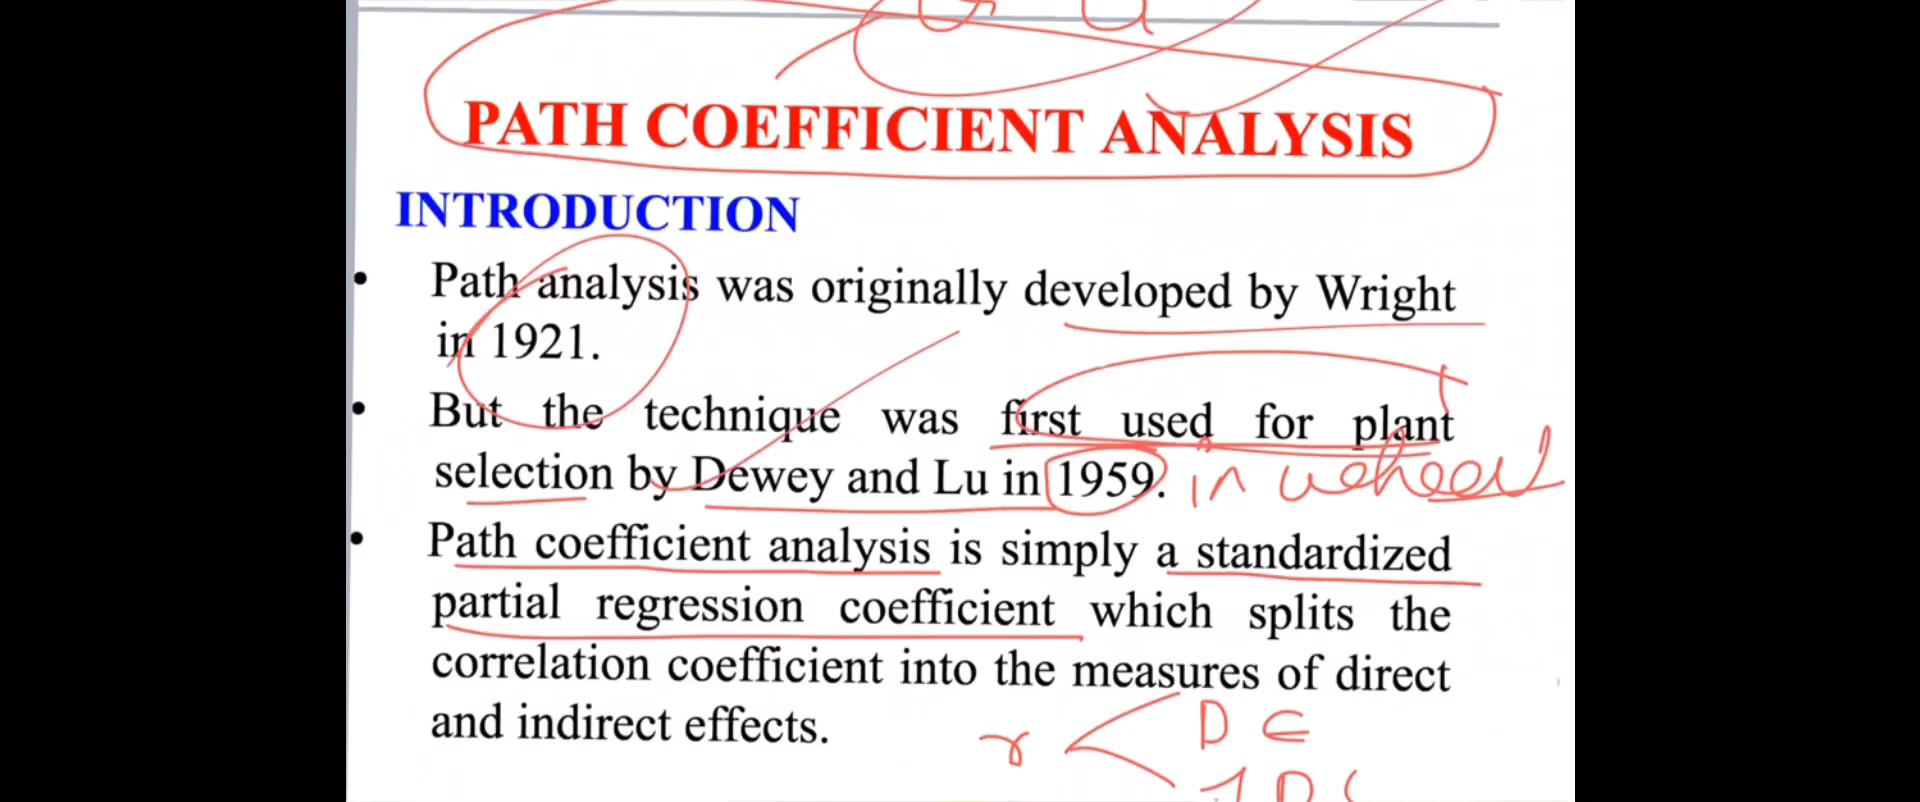 PATH COEFFICIENT ANALYSIS
INTRODUCTION
• Path analysis was originally developed by Wright
in 1921.
• But the technique was first used for plant
selection by Dewey and Lu in 1959. in wheat
• Path coefficient analysis is simply a standardized
partial regression coefficient which splits the
correlation coefficient into the measures of direct
and indirect effects.
r < D E